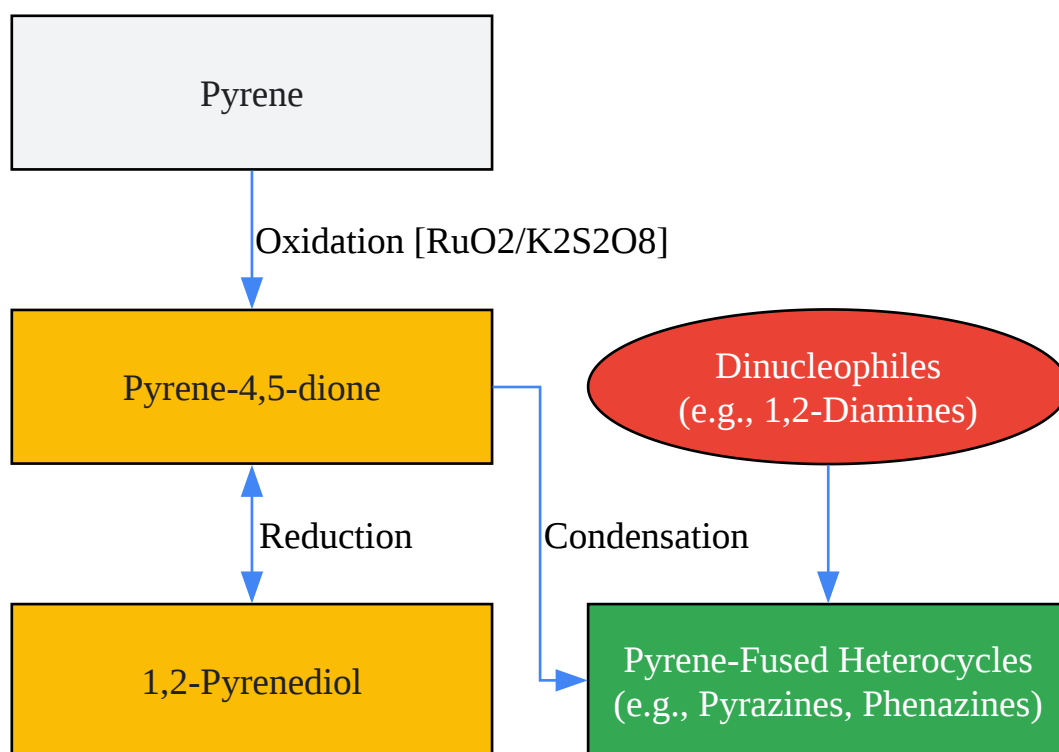 Pyrene
Oxidation [RuO2/K2S2O8]
Pyrene-4,5-dione
Dinucleophiles
(e.g., 1,2-Diamines)
Reduction
Condensation
1,2-Pyrenediol
Pyrene-Fused Heterocycles
(e.g., Pyrazines, Phenazines)